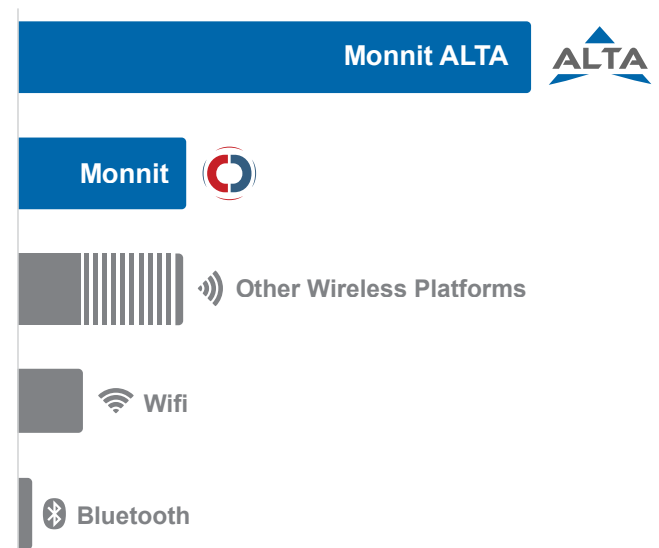 Monnit ALTA
ALTA
Monnit
Other Wireless Platforms
Wifi
Bluetooth